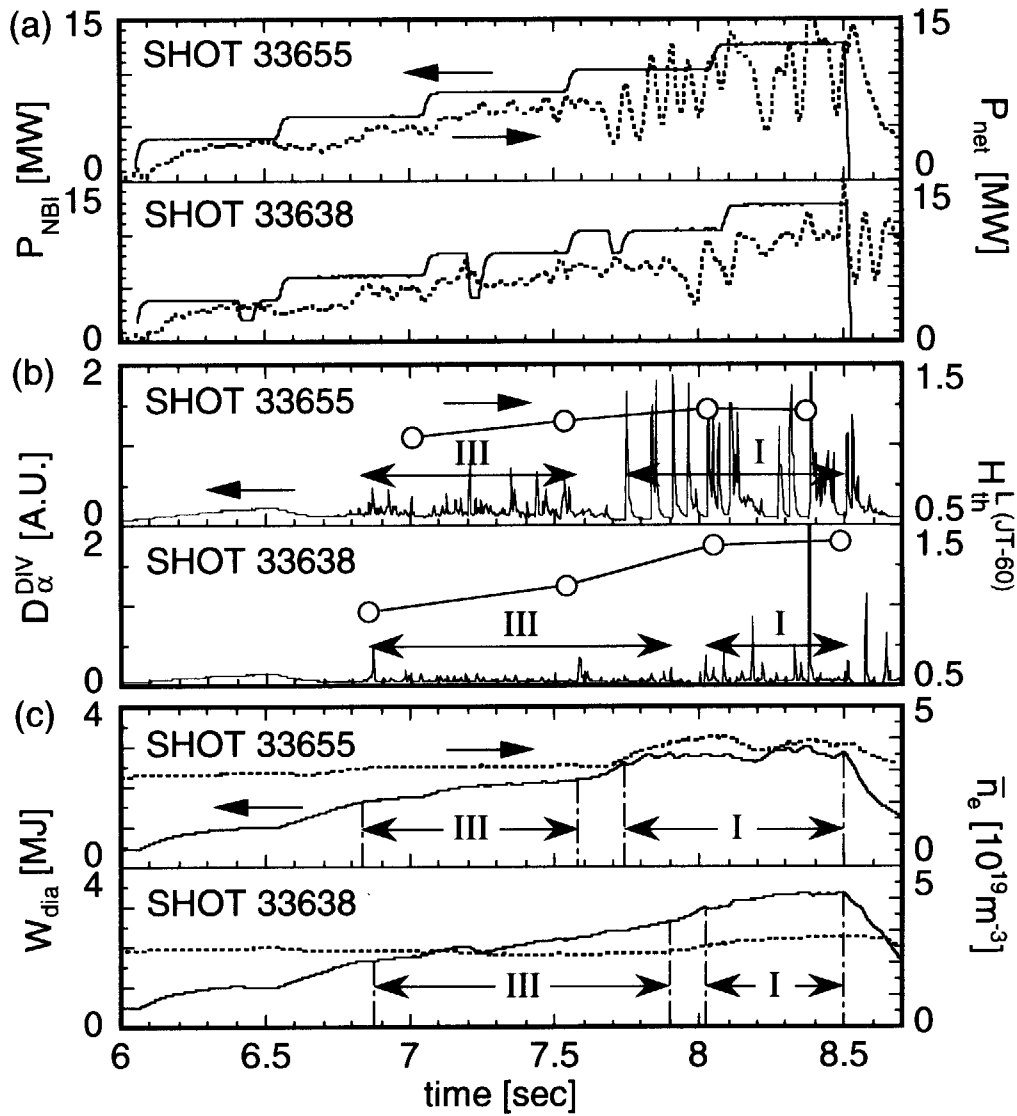 (a)
15
SHOT 33655
15
0
0
P_NBI [MW]
P_net [MW]
15
SHOT 33638
15
0
0
(b)
2
SHOT 33655
1.5
III
I
0
0.5
D_α^DIV [A.U.]
H_th^L(JT-60)
2
SHOT 33638
1.5
III
I
0
0.5
(c)
4
SHOT 33655
5
III
I
0
0
W_dia [MJ]
n̄_e [10^19 m^-3]
4
SHOT 33638
5
III
I
0
0
6 6.5 7 7.5 8 8.5
time [sec]